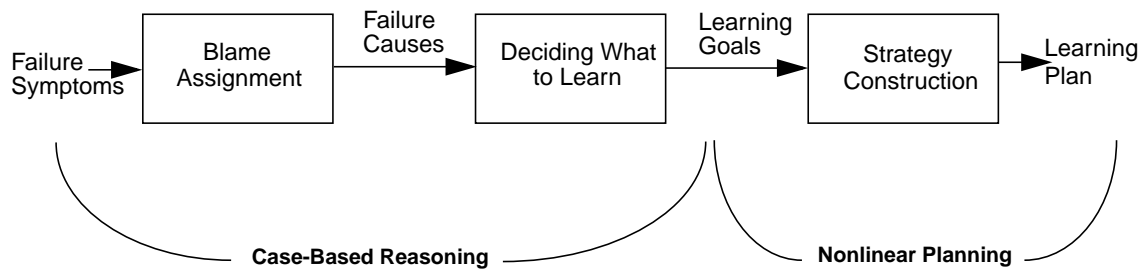 Failure
Symptoms
Blame
Assignment
Failure
Causes
Deciding What
to Learn
Learning
Goals
Strategy
Construction
Learning
Plan
Case-Based Reasoning
Nonlinear Planning